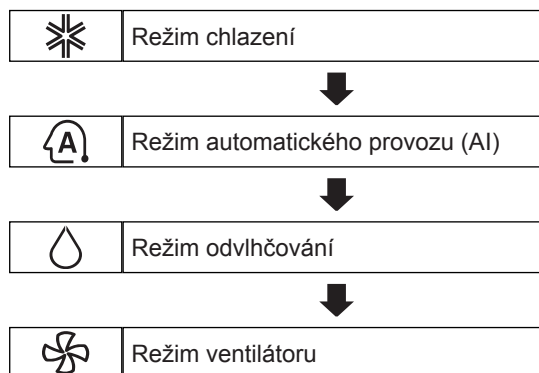 Režim chlazení
A
Režim automatického provozu (AI)
Režim odvlhčování
Režim ventilátoru